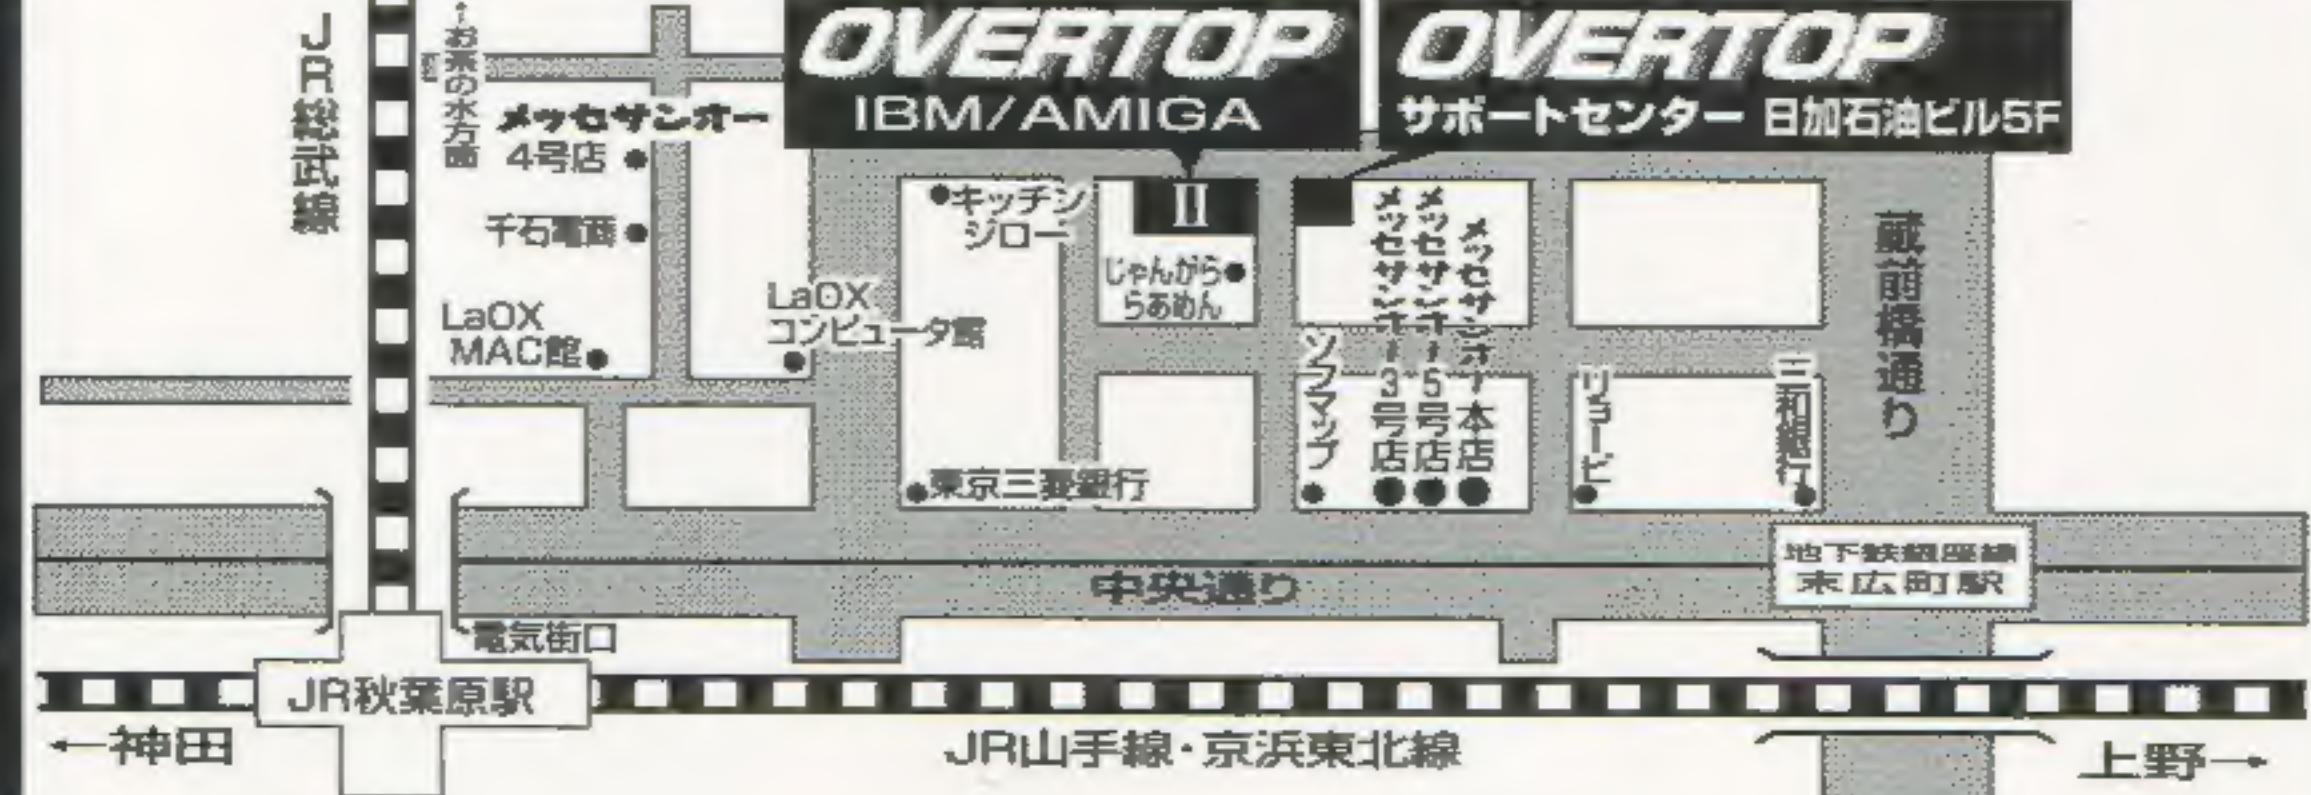 JR総武線
←お茶の水方面
OVERTOP
IBM/AMIGA
OVERTOP
サポートセンター 日加石油ビル5F
メッセサンオー
4号店
千石電商
LaOX
MAC館
LaOX
コンピュータ館
キッチン
ジロー
II
じゃんがら
らあめん
ソフマップ
メッセサンオー3号店
メッセサンオー5号店
メッセサンオー本店
リョービ
三和銀行
蔵前橋通り
東京三菱銀行
中央通り
地下鉄銀座線
末広町駅
電気街口
JR秋葉原駅
←神田
JR山手線・京浜東北線
上野→